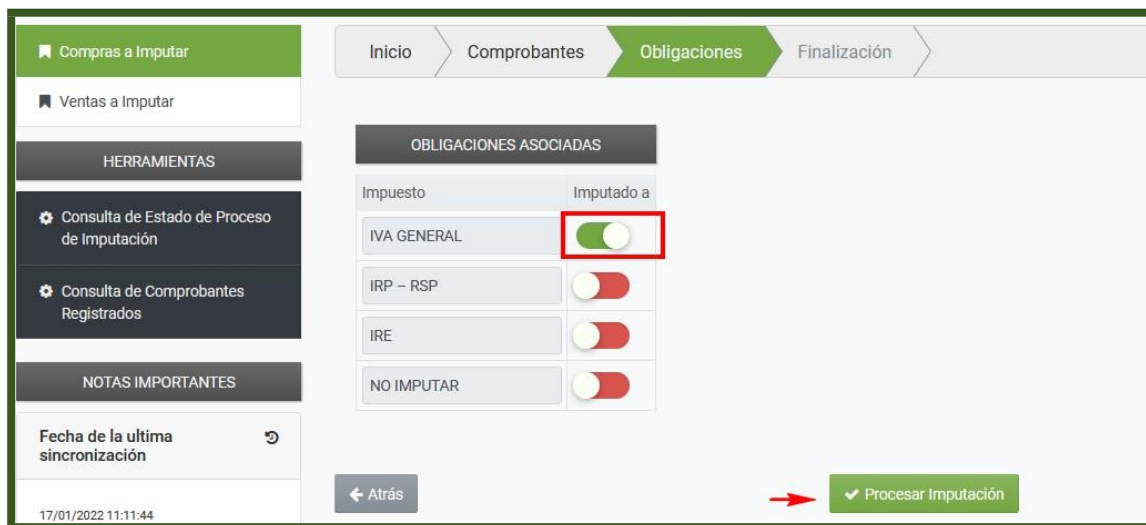 Compras a Imputar
Ventas a Imputar
HERRAMIENTAS
Consulta de Estado de Proceso
de Imputación
Consulta de Comprobantes
Registrados
NOTAS IMPORTANTES
Fecha de la ultima
sincronización
17/01/2022 11:11:44
Inicio Comprobantes Obligaciones Finalización
OBLIGACIONES ASOCIADAS
Impuesto Imputado a
IVA GENERAL
IRP – RSP
IRE
NO IMPUTAR
Atrás Procesar Imputación